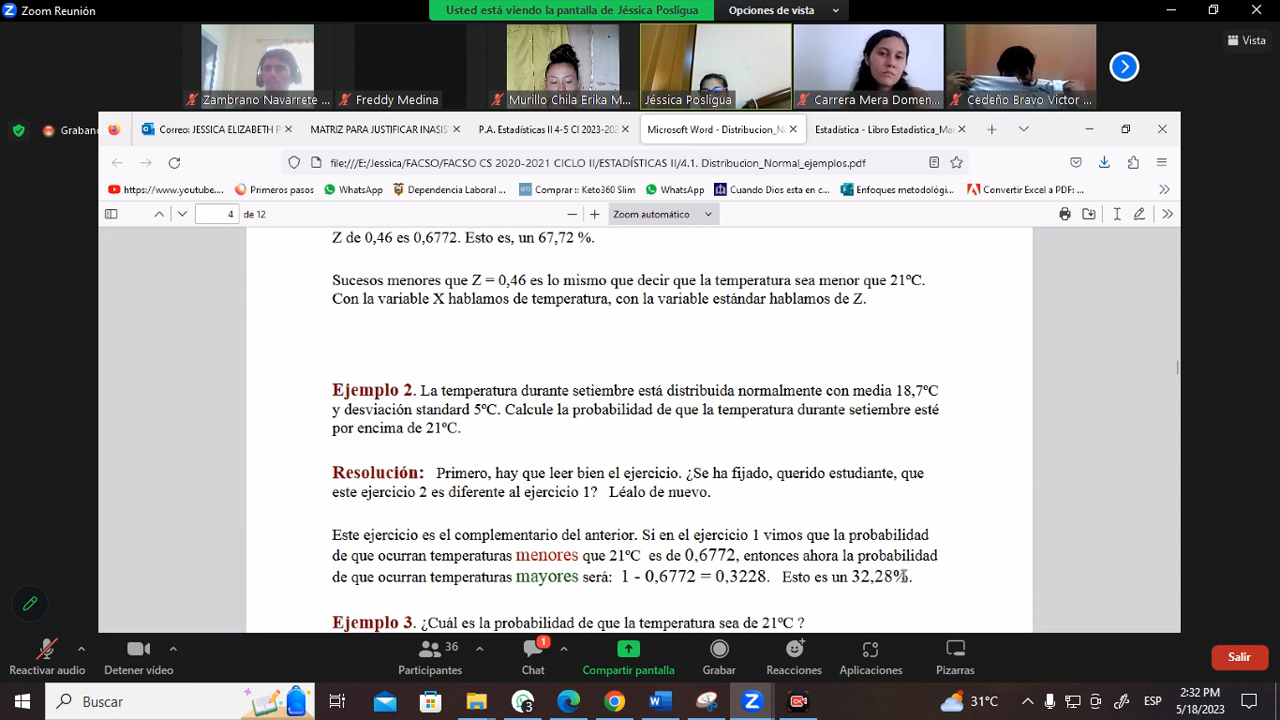 Zoom Reunión
Usted está viendo la pantalla de Jéssica Posligua
Opciones de vista
Vista
Zambrano Navarrete ...
Freddy Medina
Murillo Chila Erika M...
Jéssica Posligua
Carrera Mera Domen...
Cedeño Bravo Victor ...
Graband
Correo: JESSICA ELIZABETH P
MATRIZ PARA JUSTIFICAR INASIS
P.A. Estadísticas II 4-5 CI 2023-202
Microsoft Word - Distribucion_No
Estadística - Libro Estadistica_Mar
file:///E:/Jessica/FACSO/FACSO CS 2020-2021 CICLO II/ESTADÍSTICAS II/4.1. Distribucion_Normal_ejemplos.pdf
https://www.youtube....
Primeros pasos
WhatsApp
Dependencia Laboral ...
Comprar :: Keto360 Slim
WhatsApp
Cuando Dios esta en c...
Enfoques metodológi...
Convertir Excel a PDF: ...
4 de 12
Zoom automático
Z de 0,46 es 0,6772. Esto es, un 67,72 %.
Sucesos menores que Z = 0,46 es lo mismo que decir que la temperatura sea menor que 21ºC.
Con la variable X hablamos de temperatura, con la variable estándar hablamos de Z.
Ejemplo 2. La temperatura durante setiembre está distribuida normalmente con media 18,7ºC
y desviación standard 5ºC. Calcule la probabilidad de que la temperatura durante setiembre esté
por encima de 21ºC.
Resolución: Primero, hay que leer bien el ejercicio. ¿Se ha fijado, querido estudiante, que
este ejercicio 2 es diferente al ejercicio 1? Léalo de nuevo.
Este ejercicio es el complementario del anterior. Si en el ejercicio 1 vimos que la probabilidad
de que ocurran temperaturas menores que 21ºC es de 0,6772, entonces ahora la probabilidad
de que ocurran temperaturas mayores será: 1 - 0,6772 = 0,3228. Esto es un 32,28%.
Ejemplo 3. ¿Cuál es la probabilidad de que la temperatura sea de 21ºC ?
Reactivar audio
Detener vídeo
36
Participantes
1
Chat
Compartir pantalla
Grabar
Reacciones
Aplicaciones
Pizarras
Salir
Buscar
3
31°C
ESP
2:32 PM
5/18/2023